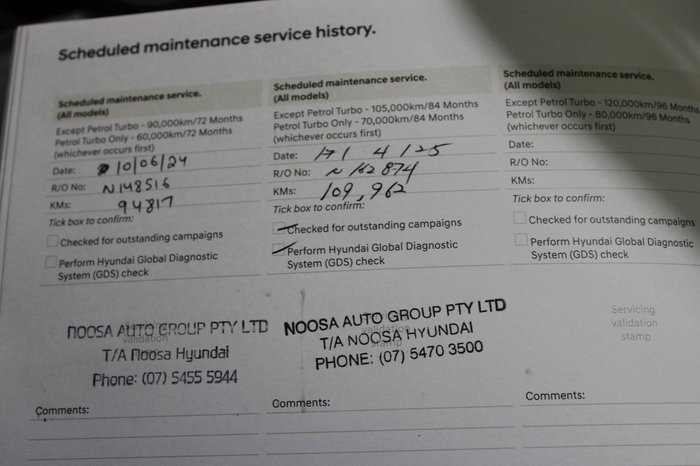 Scheduled maintenance service history.
Scheduled maintenance service.
(All models)
Except Petrol Turbo - 90,000km/72 Months
Petrol Turbo Only - 60,000km/72 Months
(whichever occurs first)
Date: 10/06/24
R/O No: N148516
KMs: 94817
Tick box to confirm:
Checked for outstanding campaigns
Perform Hyundai Global Diagnostic
System (GDS) check
NOOSA AUTO GROUP PTY LTD
validation
T/A Noosa Hyundai
Phone: (07) 5455 5944
Comments:
Scheduled maintenance service.
(All models)
Except Petrol Turbo - 105,000km/84 Months
Petrol Turbo Only - 70,000km/84 Months
(whichever occurs first)
Date: 17/4/25
R/O No: N162874
KMs: 109,962
Tick box to confirm:
Checked for outstanding campaigns
Perform Hyundai Global Diagnostic
System (GDS) check
NOOSA AUTO GROUP PTY LTD
validation
T/A NOOSA HYUNDAI
stamp
PHONE: (07) 5470 3500
Comments:
Scheduled maintenance service.
(All models)
Except Petrol Turbo - 120,000km/96 Months
Petrol Turbo Only - 80,000km/96 Months
(whichever occurs first)
Date:
R/O No:
KMs:
Tick box to confirm:
Checked for outstanding campaigns
Perform Hyundai Global Diagnostic
System (GDS) check
Servicing
validation
stamp
Comments: